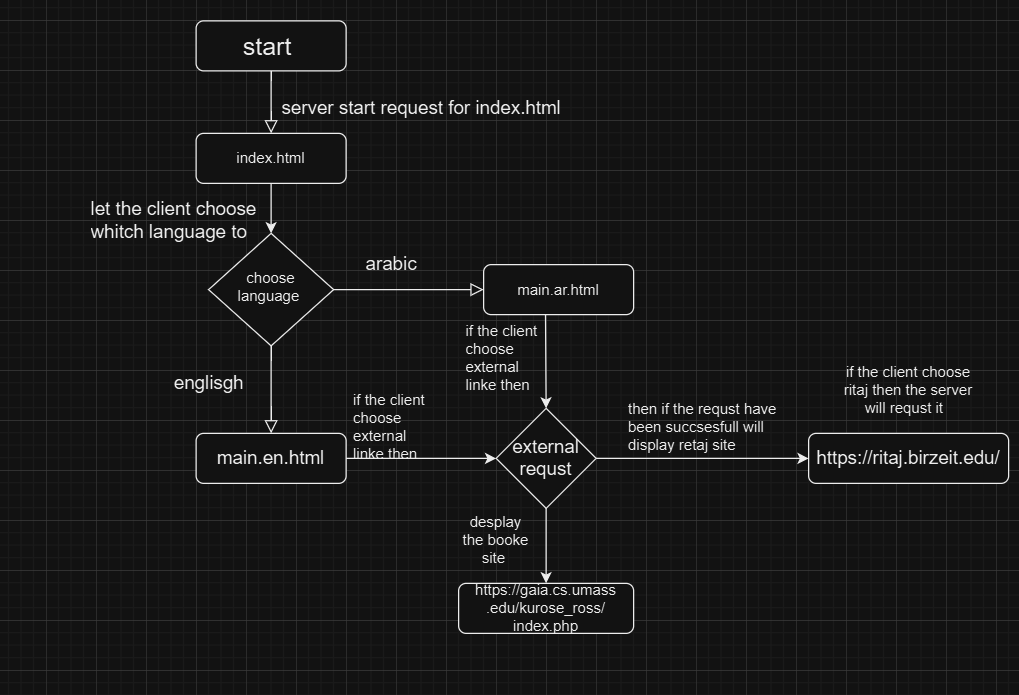 start
server start request for index.html
index.html
let the client choose
whitch language to
choose
language
arabic
main.ar.html
if the client
choose
external
linke then
englisgh
main.en.html
if the client
choose
external
linke then
external
requst
then if the requst have
been succsesfull will
display retaj site
if the client choose
ritaj then the server
will requst it
https://ritaj.birzeit.edu/
desplay
the booke
site
https://gaia.cs.umass
.edu/kurose_ross/
index.php